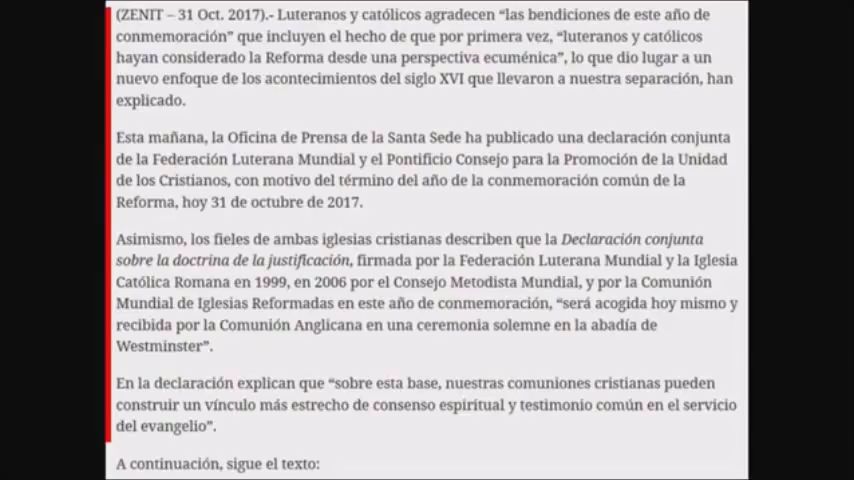 (ZENIT – 31 Oct. 2017).- Luteranos y católicos agradecen “las bendiciones de este año de
conmemoración” que incluyen el hecho de que por primera vez, “luteranos y católicos
hayan considerado la Reforma desde una perspectiva ecuménica”, lo que dio lugar a un
nuevo enfoque de los acontecimientos del siglo XVI que llevaron a nuestra separación, han
explicado.
Esta mañana, la Oficina de Prensa de la Santa Sede ha publicado una declaración conjunta
de la Federación Luterana Mundial y el Pontificio Consejo para la Promoción de la Unidad
de los Cristianos, con motivo del término del año de la conmemoración común de la
Reforma, hoy 31 de octubre de 2017.
Asimismo, los fieles de ambas iglesias cristianas describen que la Declaración conjunta
sobre la doctrina de la justificación, firmada por la Federación Luterana Mundial y la Iglesia
Católica Romana en 1999, en 2006 por el Consejo Metodista Mundial, y por la Comunión
Mundial de Iglesias Reformadas en este año de conmemoración, “será acogida hoy mismo y
recibida por la Comunión Anglicana en una ceremonia solemne en la abadía de
Westminster”.
En la declaración explican que “sobre esta base, nuestras comuniones cristianas pueden
construir un vínculo más estrecho de consenso espiritual y testimonio común en el servicio
del evangelio”.
A continuación, sigue el texto: